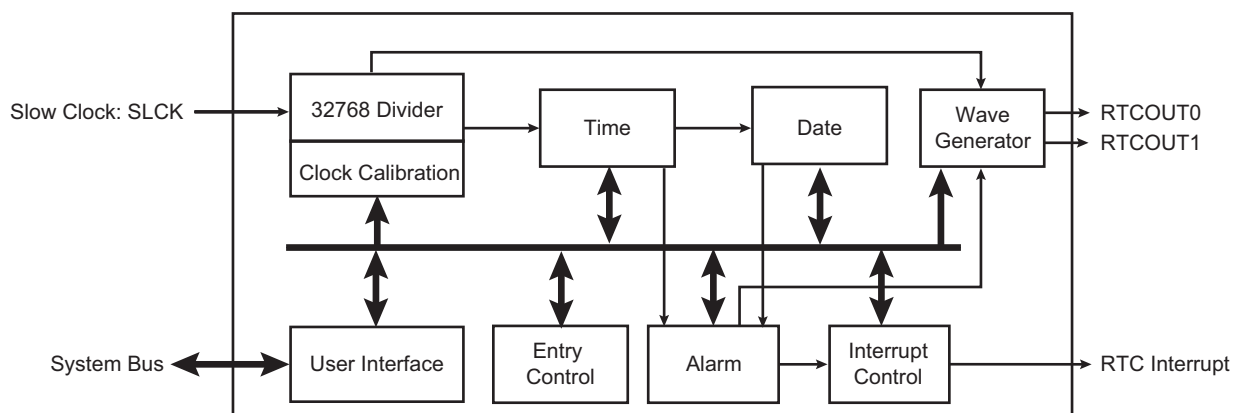 Slow Clock: SLCK
32768 Divider
Clock Calibration
Time
Date
Wave
Generator
RTCOUT0
RTCOUT1
System Bus
User Interface
Entry
Control
Alarm
Interrupt
Control
RTC Interrupt